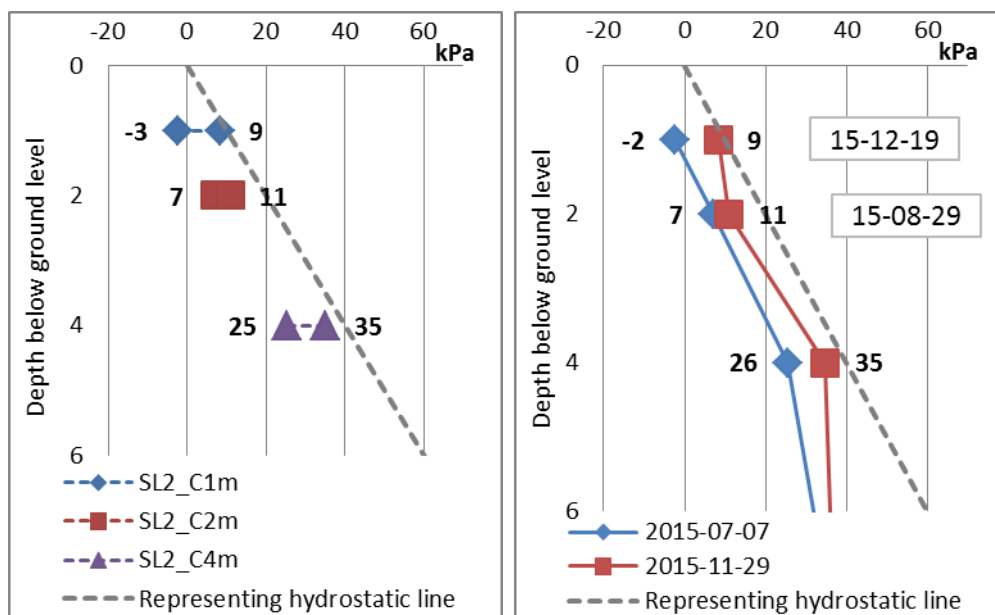 -20 0 20 40 60
kPa
0
-3 9
2
7 11
4
25 35
6
Depth below ground level
SL2_C1m
SL2_C2m
SL2_C4m
Representing hydrostatic line
-20 0 20 40 60
kPa
0
-2 9
15-12-19
2
7 11
15-08-29
4
26 35
6
Depth below ground level
2015-07-07
2015-11-29
Representing hydrostatic line